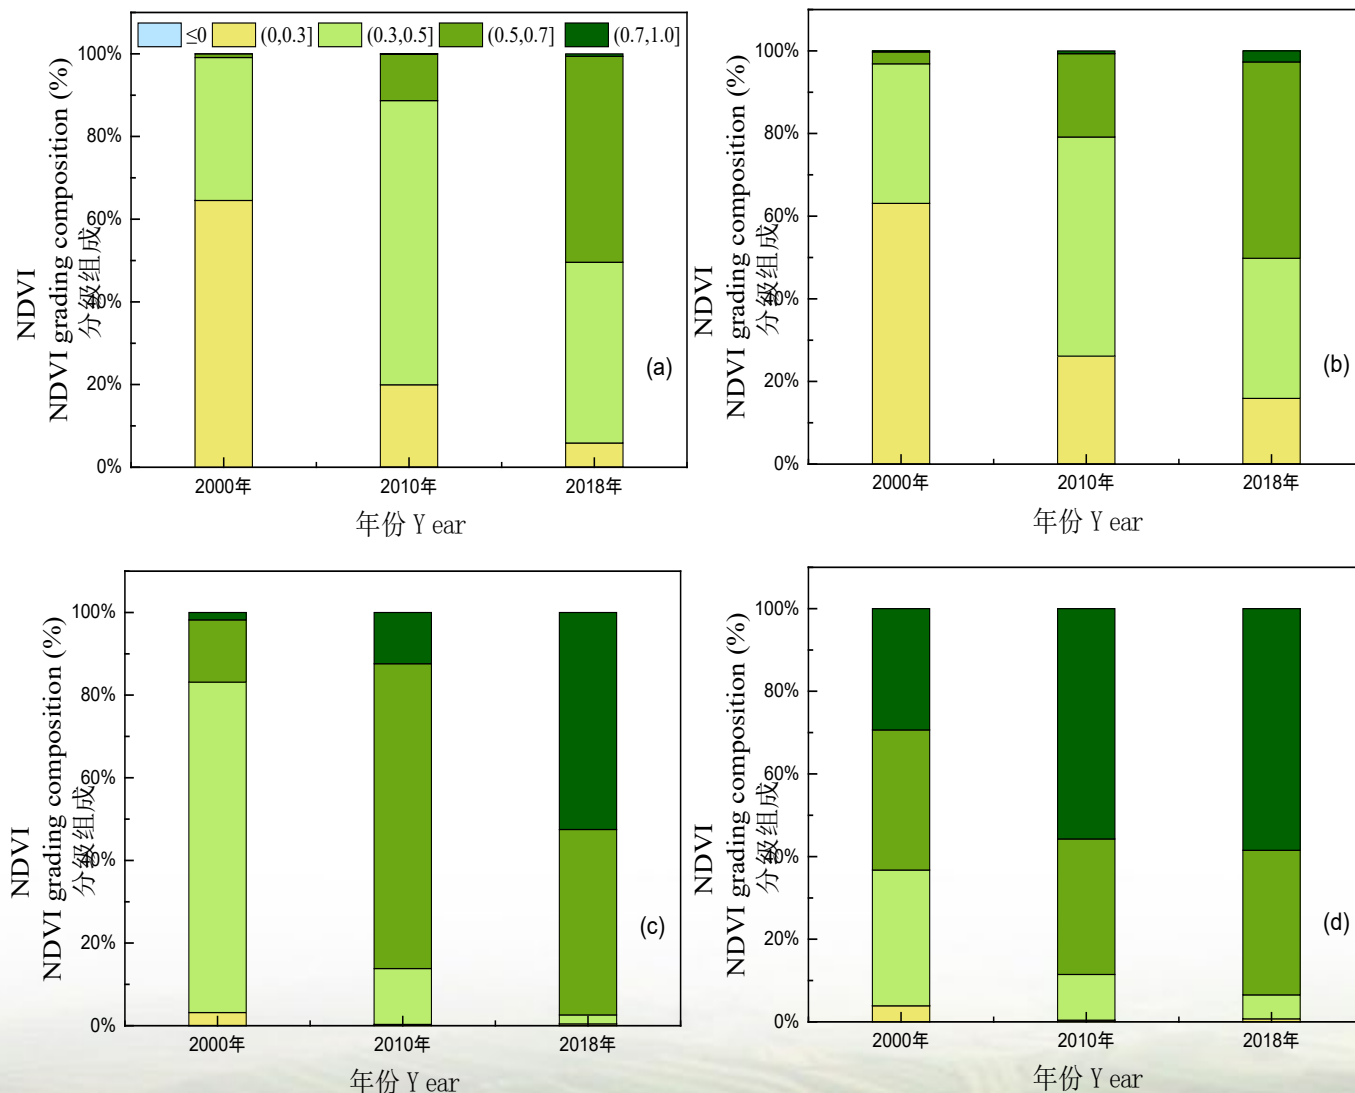 ≤0 (0,0.3] (0.3,0.5] (0.5,0.7] (0.7,1.0]
100%
80%
60%
40%
20%
0%
NDVI
NDVI grading composition (%)
分级组成
2000年 2010年 2018年
年份 Y ear
(a)
100%
80%
60%
40%
20%
0%
NDVI
NDVI grading composition (%)
分级组成
2000年 2010年 2018年
年份 Y ear
(b)
100%
80%
60%
40%
20%
0%
NDVI
NDVI grading composition (%)
分级组成
2000年 2010年 2018年
年份 Y ear
(c)
100%
80%
60%
40%
20%
0%
NDVI
NDVI grading composition (%)
分级组成
2000年 2010年 2018年
年份 Y ear
(d)